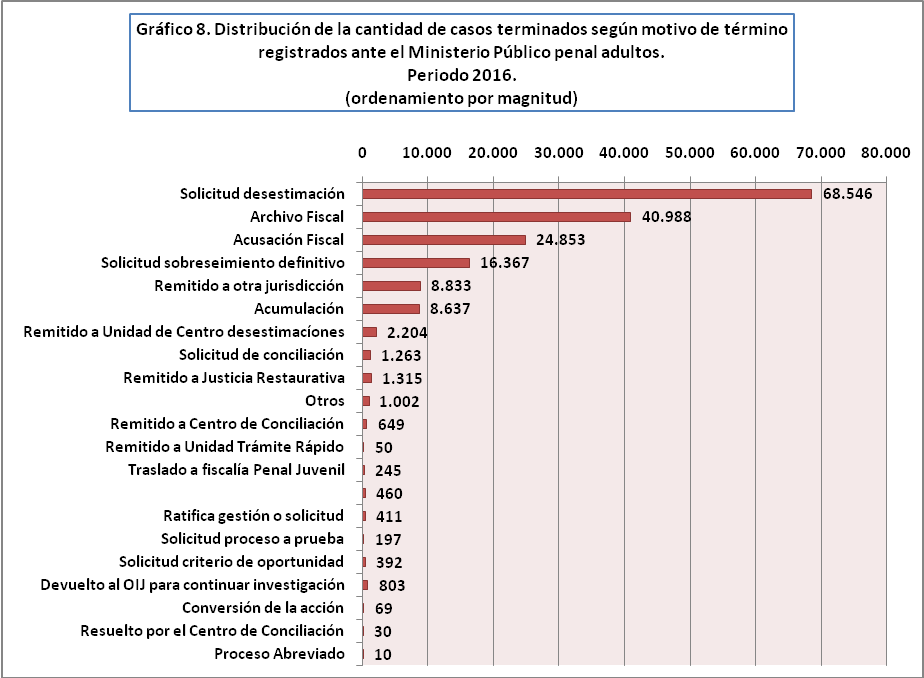 Gráfico 8. Distribución de la cantidad de casos terminados según motivo de término
registrados ante el Ministerio Público penal adultos.
Periodo 2016.
(ordenamiento por magnitud)
0 10.000 20.000 30.000 40.000 50.000 60.000 70.000 80.000
Solicitud desestimación 68.546
Archivo Fiscal 40.988
Acusación Fiscal 24.853
Solicitud sobreseimiento definitivo 16.367
Remitido a otra jurisdicción 8.833
Acumulación 8.637
Remitido a Unidad de Centro desestimacíones 2.204
Solicitud de conciliación 1.263
Remitido a Justicia Restaurativa 1.315
Otros 1.002
Remitido a Centro de Conciliación 649
Remitido a Unidad Trámite Rápido 50
Traslado a fiscalía Penal Juvenil 245
460
Ratifica gestión o solicitud 411
Solicitud proceso a prueba 197
Solicitud criterio de oportunidad 392
Devuelto al OIJ para continuar investigación 803
Conversión de la acción 69
Resuelto por el Centro de Conciliación 30
Proceso Abreviado 10